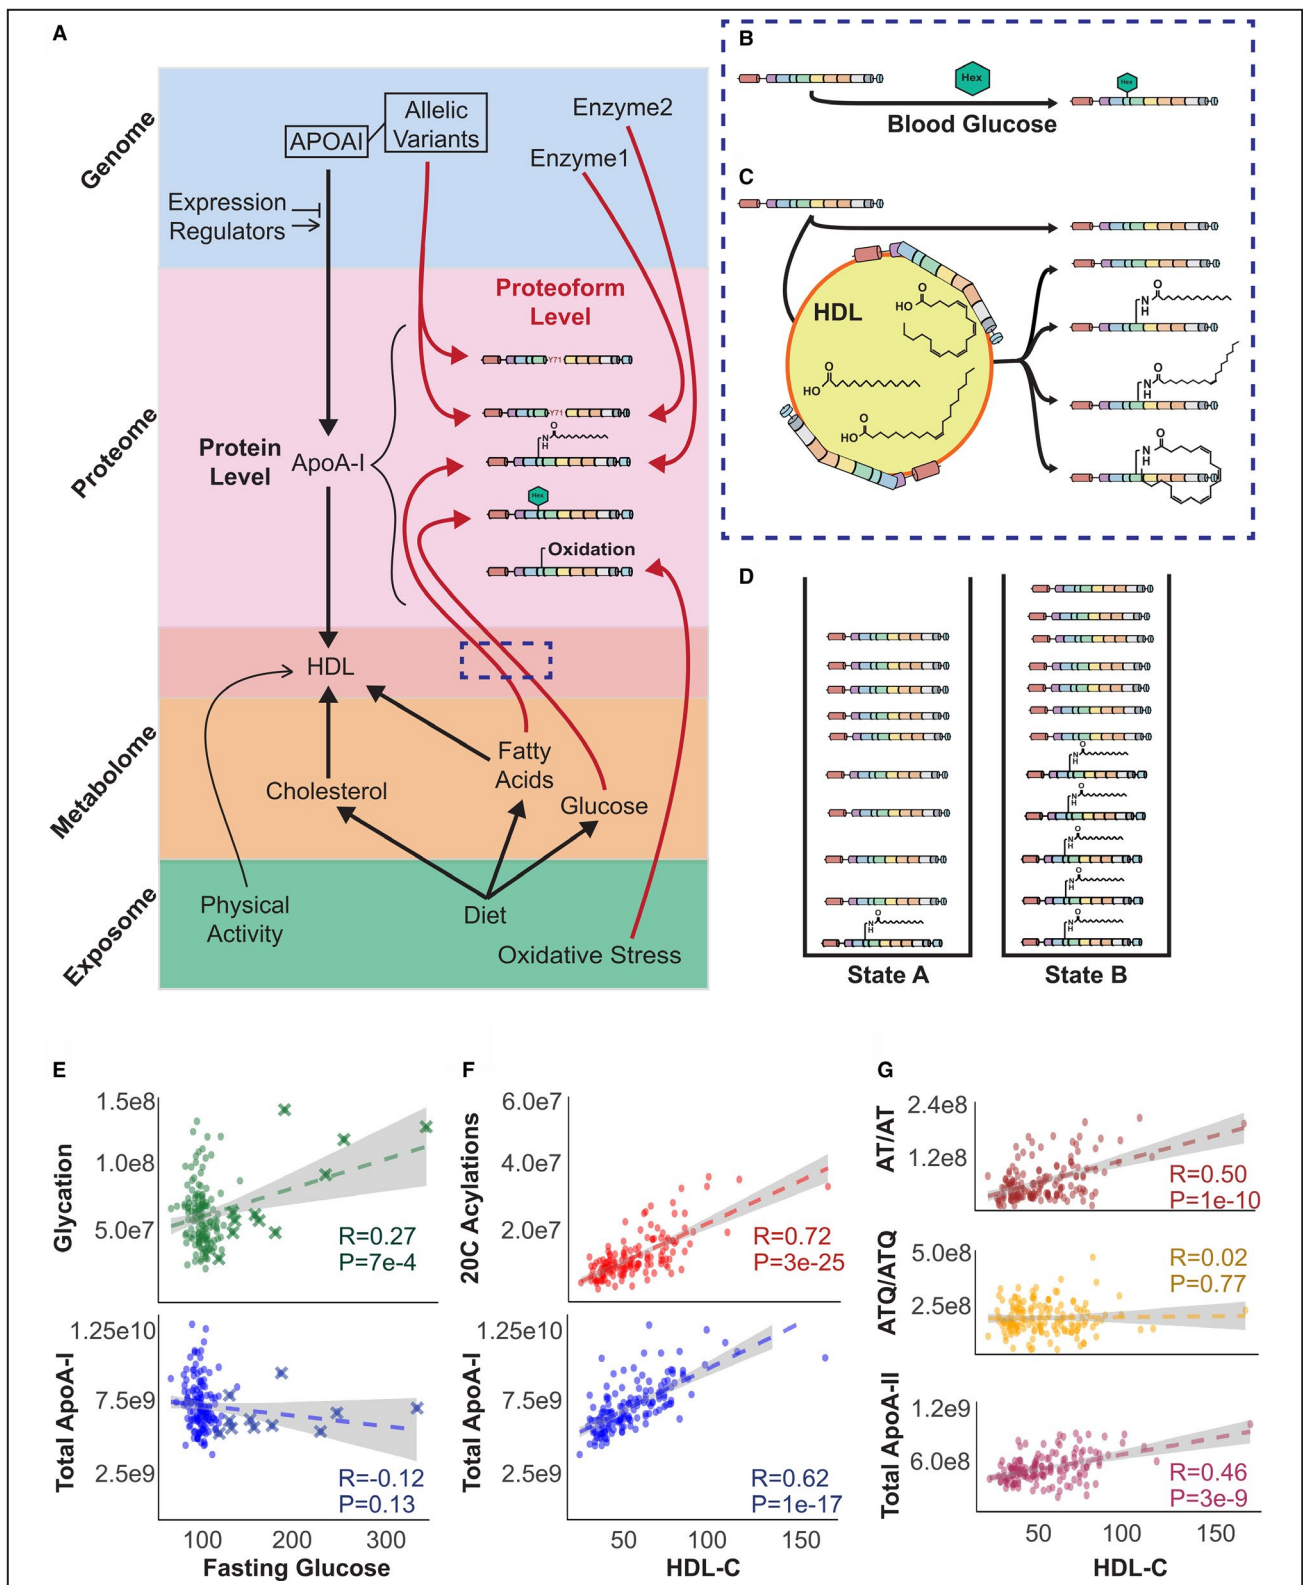 A
Genome
Proteome
Metabolome
Exposome
APOAI
Allelic
Variants
Enzyme2
Enzyme1
Expression
Regulators
Proteoform
Level
Y71
Y71
O
N
H
Protein
Level
ApoA-I
Hex
Oxidation
HDL
Fatty
Acids
Cholesterol
Glucose
Physical
Activity
Diet
Oxidative Stress
B
Hex
Hex
Blood Glucose
C
HDL
O
HO
O
HO
O
HO
O
N
H
O
N
H
O
N
H
D
O
N
H
State A
O
N
H
O
N
H
O
N
H
O
N
H
O
N
H
State B
E
Glycation
1.5e8
1.0e8
5.0e7
R=0.27
P=7e-4
Total ApoA-I
1.25e10
7.5e9
2.5e9
R=-0.12
P=0.13
100 200 300
Fasting Glucose
F
20C Acylations
6.0e7
4.0e7
2.0e7
R=0.72
P=3e-25
Total ApoA-I
1.25e10
7.5e9
2.5e9
R=0.62
P=1e-17
50 100 150
HDL-C
G
AT/AT
2.4e8
1.2e8
R=0.50
P=1e-10
ATQ/ATQ
5.0e8
2.5e8
R=0.02
P=0.77
Total ApoA-II
1.2e9
6.0e8
R=0.46
P=3e-9
50 100 150
HDL-C